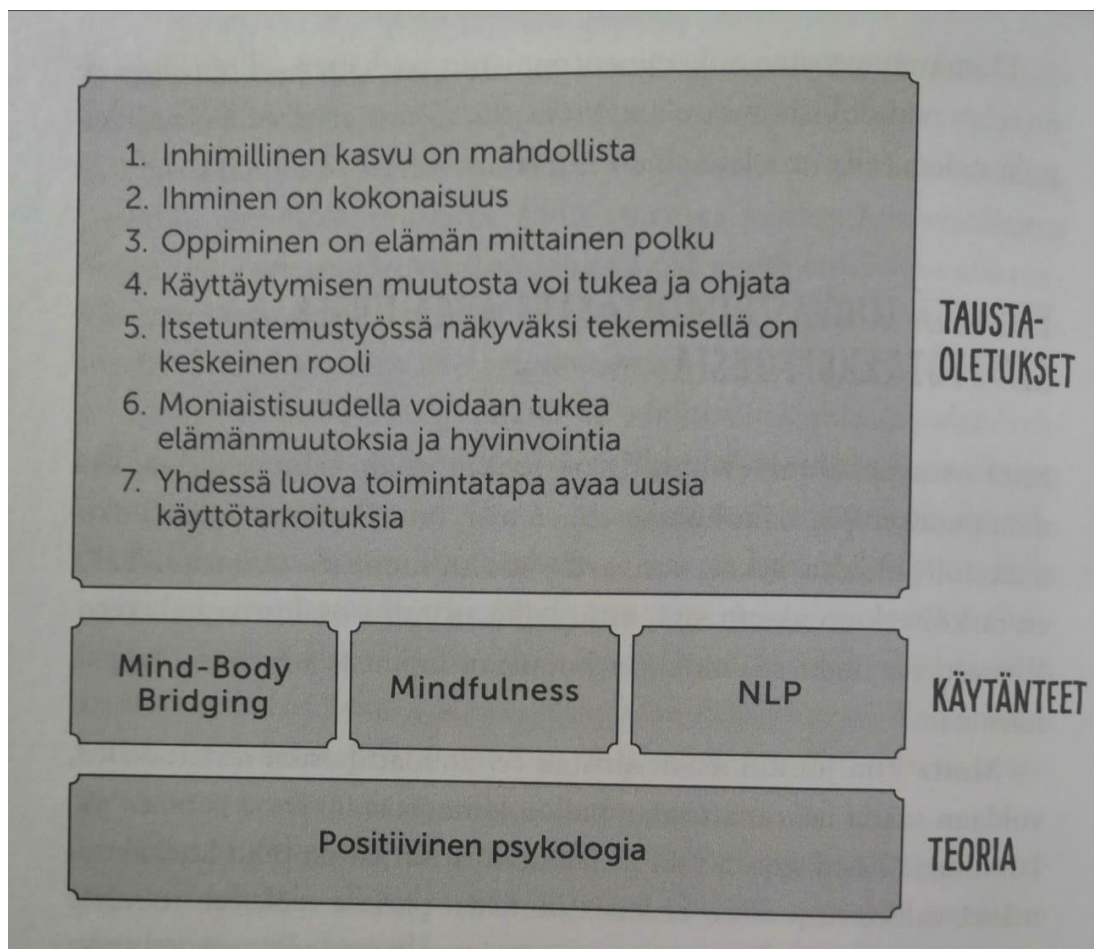 1. Inhimillinen kasvu on mahdollista
2. Ihminen on kokonaisuus
3. Oppiminen on elämän mittainen polku
4. Käyttäytymisen muutosta voi tukea ja ohjata
5. Itsetuntemustyössä näkyväksi tekemisellä on
keskeinen rooli
6. Moniaistisuudella voidaan tukea
elämänmuutoksia ja hyvinvointia
7. Yhdessä luova toimintatapa avaa uusia
käyttötarkoituksia
TAUSTA-
OLETUKSET
Mind-Body
Bridging
Mindfulness
NLP
KÄYTÄNTEET
Positiivinen psykologia
TEORIA